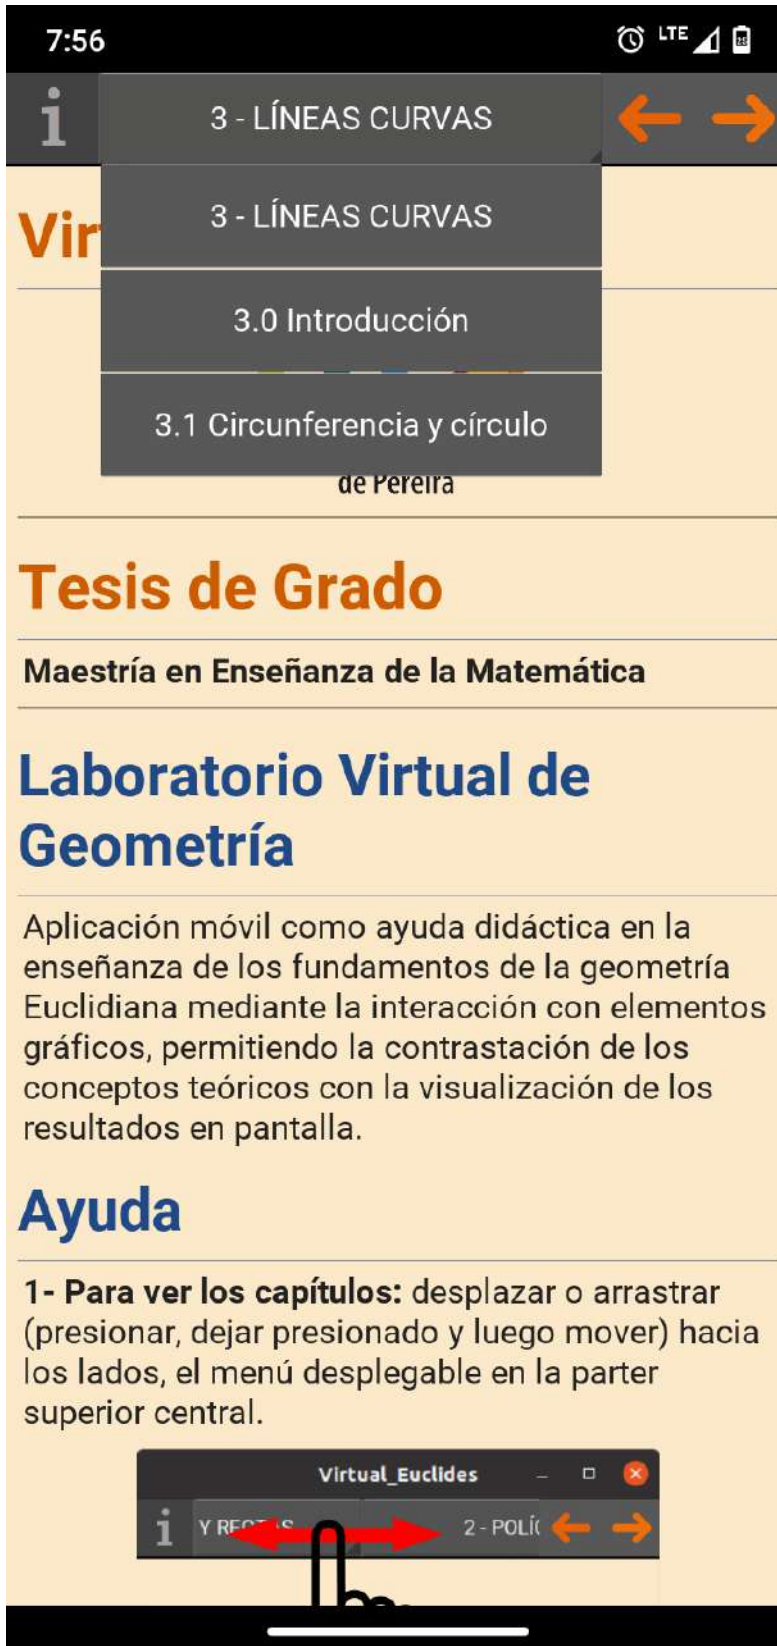 7:56
LTE
i
3 - LÍNEAS CURVAS
3 - LÍNEAS CURVAS
3.0 Introducción
3.1 Circunferencia y círculo
de Pereira
Tesis de Grado
Maestría en Enseñanza de la Matemática
Laboratorio Virtual de
Geometría
Aplicación móvil como ayuda didáctica en la
enseñanza de los fundamentos de la geometría
Euclidiana mediante la interacción con elementos
gráficos, permitiendo la contrastación de los
conceptos teóricos con la visualización de los
resultados en pantalla.
Ayuda
1- Para ver los capítulos: desplazar o arrastrar
(presionar, dejar presionado y luego mover) hacia
los lados, el menú desplegable en la parter
superior central.
Virtual_Euclides
i Y RECTAS 2 - POLÍ